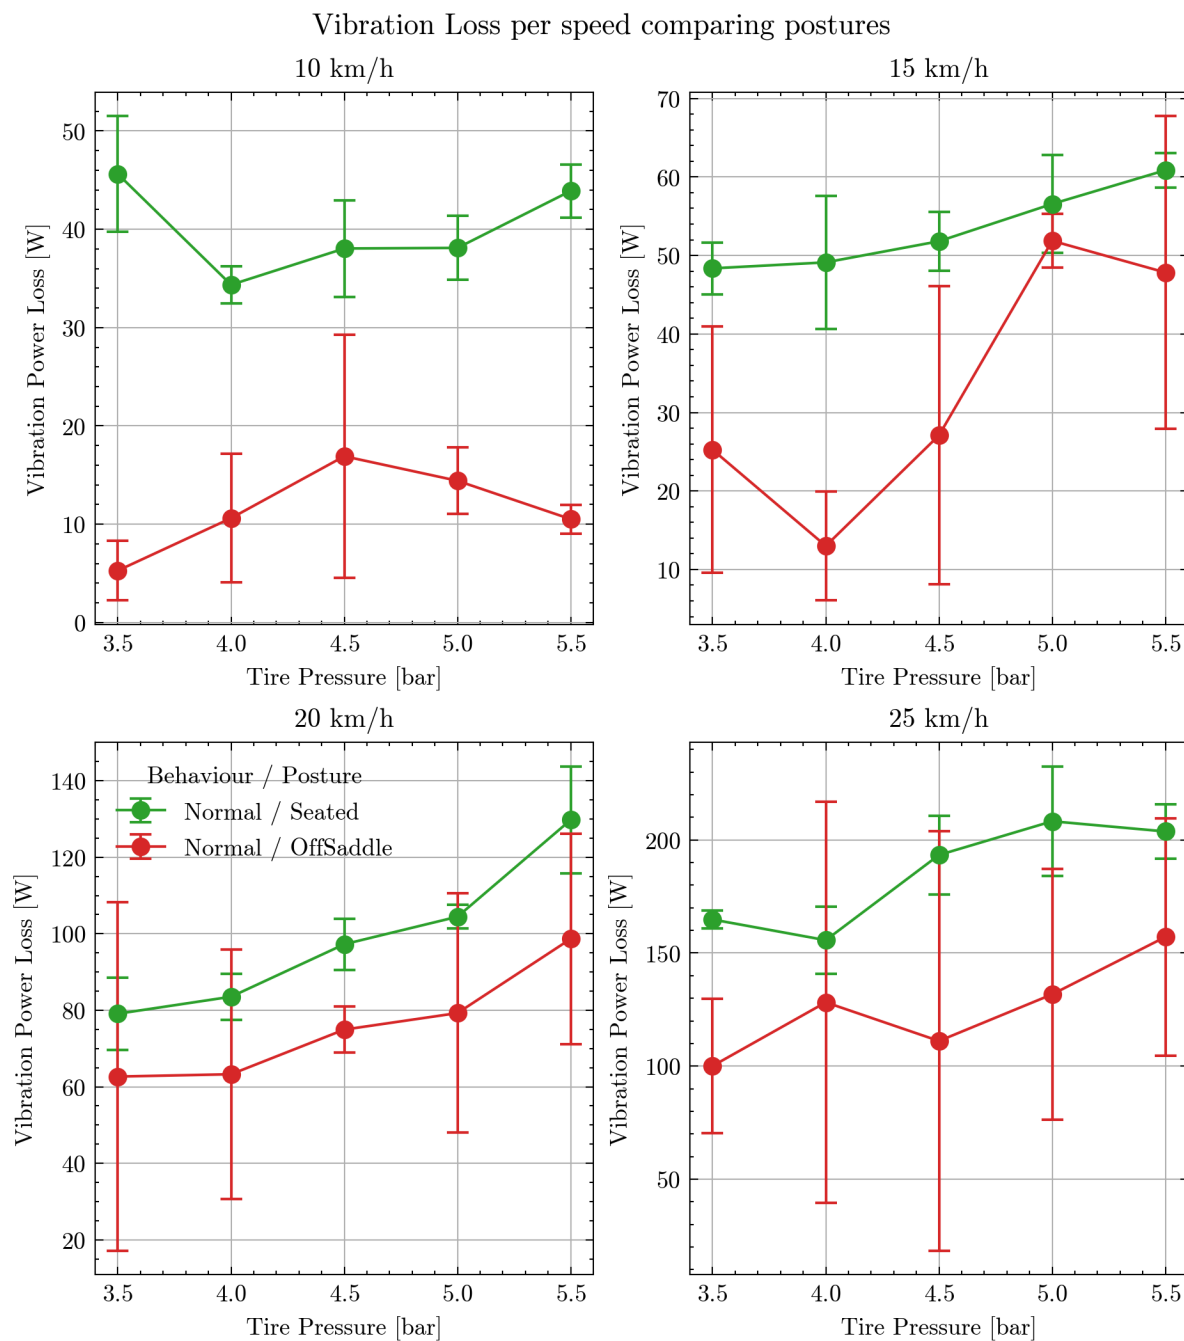 Vibration Loss per speed comparing postures
10 km/h
50
40
30
20
10
0
Vibration Power Loss [W]
3.5 4.0 4.5 5.0 5.5
Tire Pressure [bar]
15 km/h
70
60
50
40
30
20
10
Vibration Power Loss [W]
3.5 4.0 4.5 5.0 5.5
Tire Pressure [bar]
20 km/h
Behaviour / Posture
Normal / Seated
Normal / OffSaddle
140
120
100
80
60
40
20
Vibration Power Loss [W]
3.5 4.0 4.5 5.0 5.5
Tire Pressure [bar]
25 km/h
200
150
100
50
Vibration Power Loss [W]
3.5 4.0 4.5 5.0 5.5
Tire Pressure [bar]